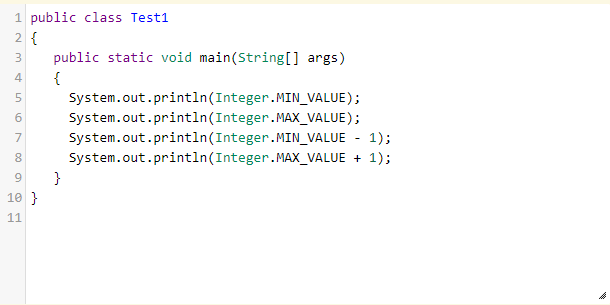 1 public class Test1
2 {
3 public static void main(String[] args)
4 {
5 System.out.println(Integer.MIN_VALUE);
6 System.out.println(Integer.MAX_VALUE);
7 System.out.println(Integer.MIN_VALUE - 1);
8 System.out.println(Integer.MAX_VALUE + 1);
9 }
10 }
11